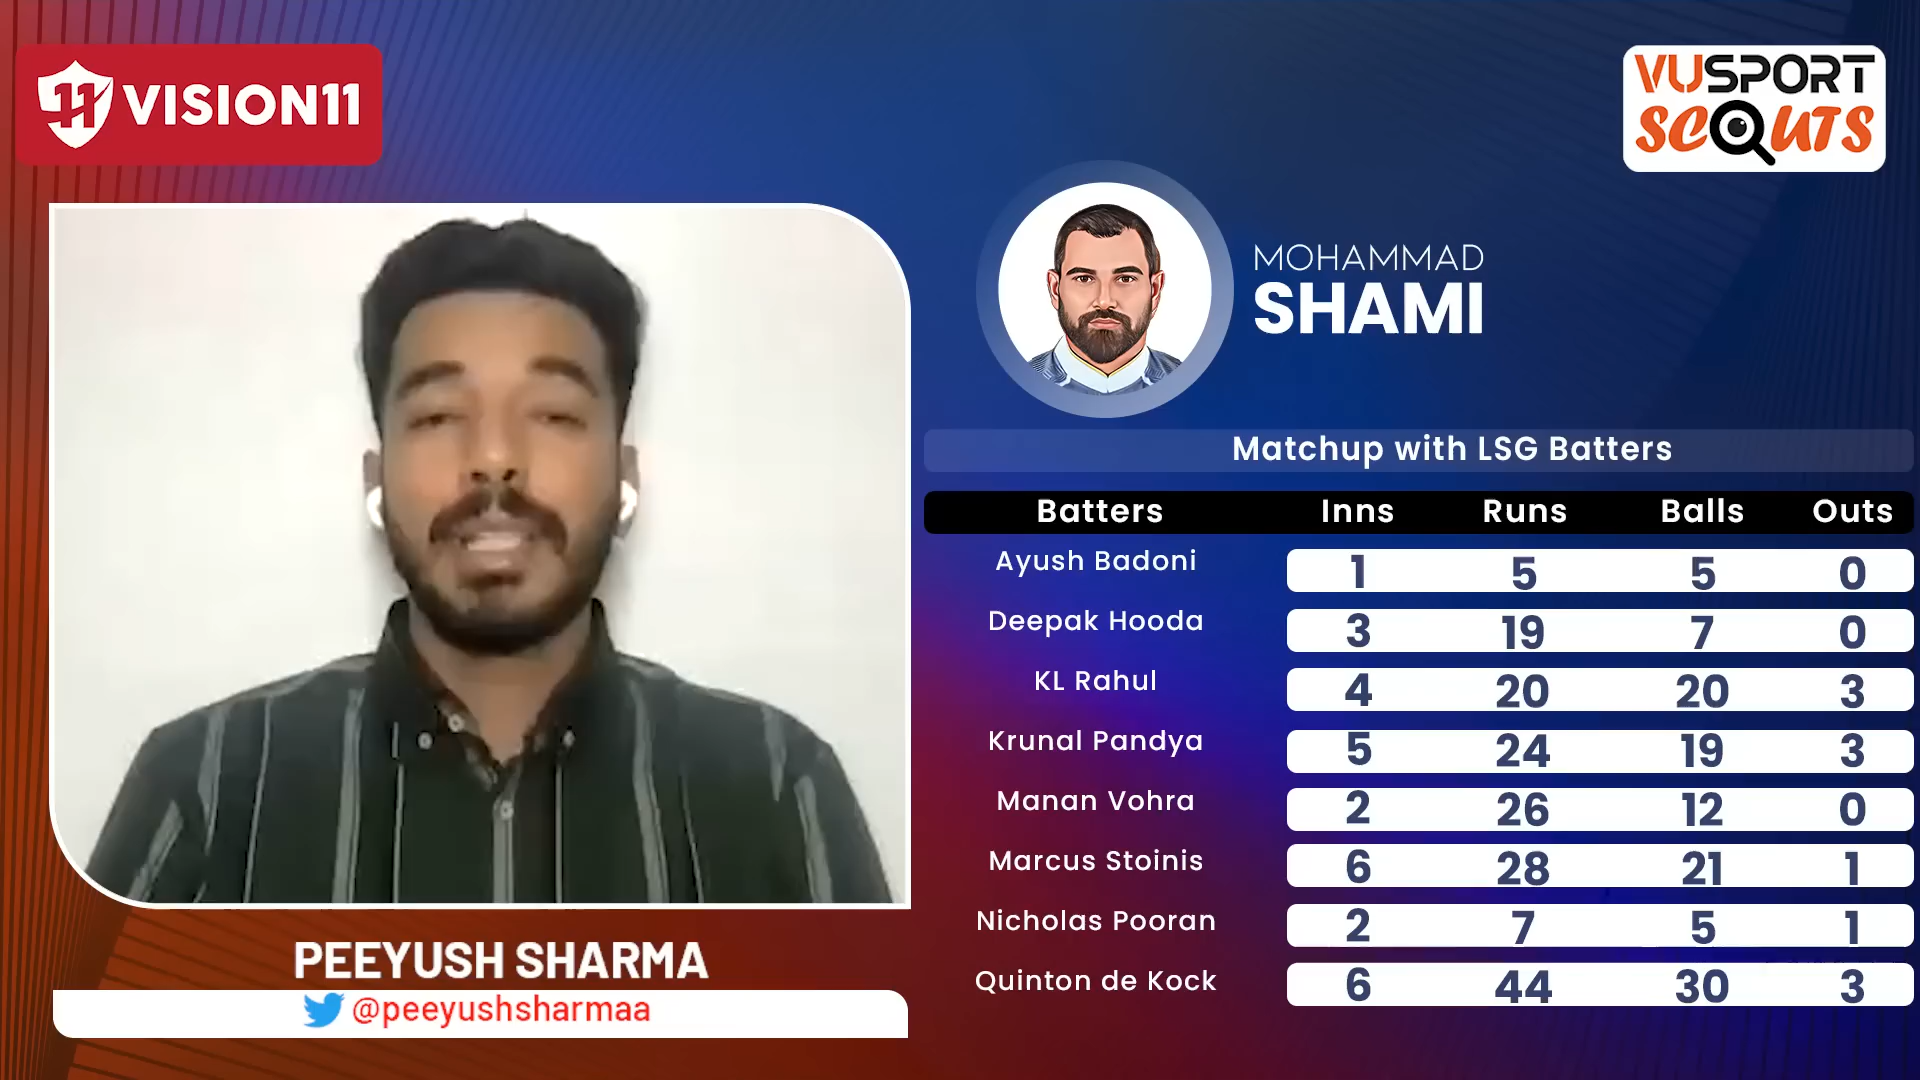 11 VISION11
VUSPORT
SCOUTS
MOHAMMAD
SHAMI
Matchup with LSG Batters
Batters Inns Runs Balls Outs
Ayush Badoni 1 5 5 0
Deepak Hooda 3 19 7 0
KL Rahul 4 20 20 3
Krunal Pandya 5 24 19 3
Manan Vohra 2 26 12 0
Marcus Stoinis 6 28 21 1
Nicholas Pooran 2 7 5 1
Quinton de Kock 6 44 30 3
PEEYUSH SHARMA
@peeyushsharmaa